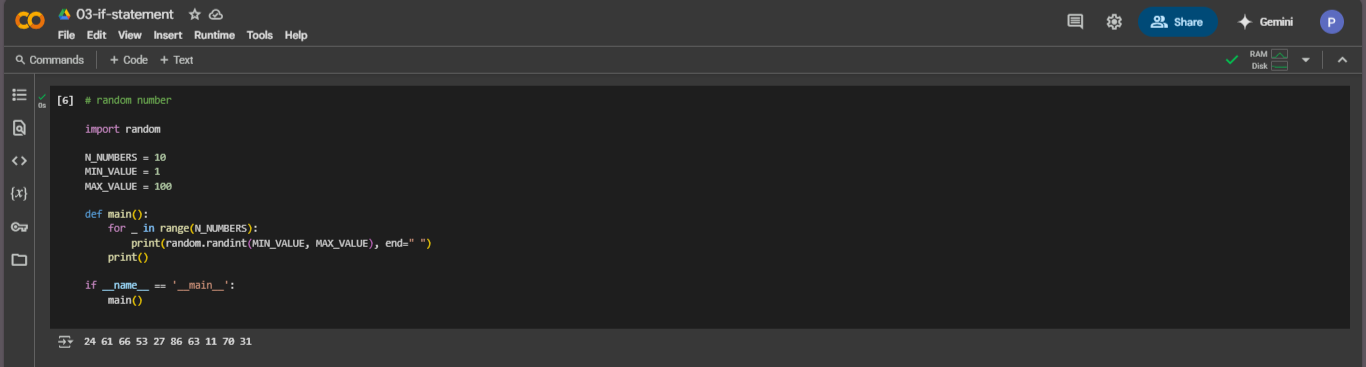 03-if-statement
File Edit View Insert Runtime Tools Help
Share
Gemini
P
Commands + Code + Text
RAM
Disk
0s
[6] # random number
import random
N_NUMBERS = 10
MIN_VALUE = 1
MAX_VALUE = 100
def main():
    for _ in range(N_NUMBERS):
        print(random.randint(MIN_VALUE, MAX_VALUE), end=" ")
    print()
if __name__ == '__main__':
    main()
24 61 66 53 27 86 63 11 70 31